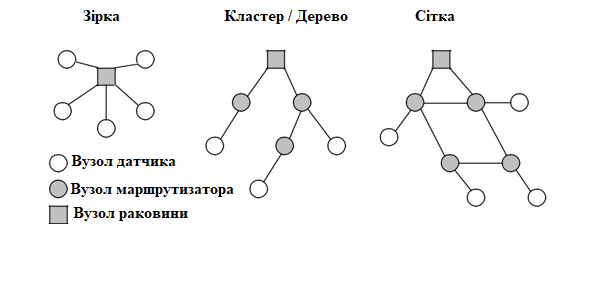 Зірка
Кластер / Дерево
Сітка
Вузол датчика
Вузол маршрутизатора
Вузол раковини